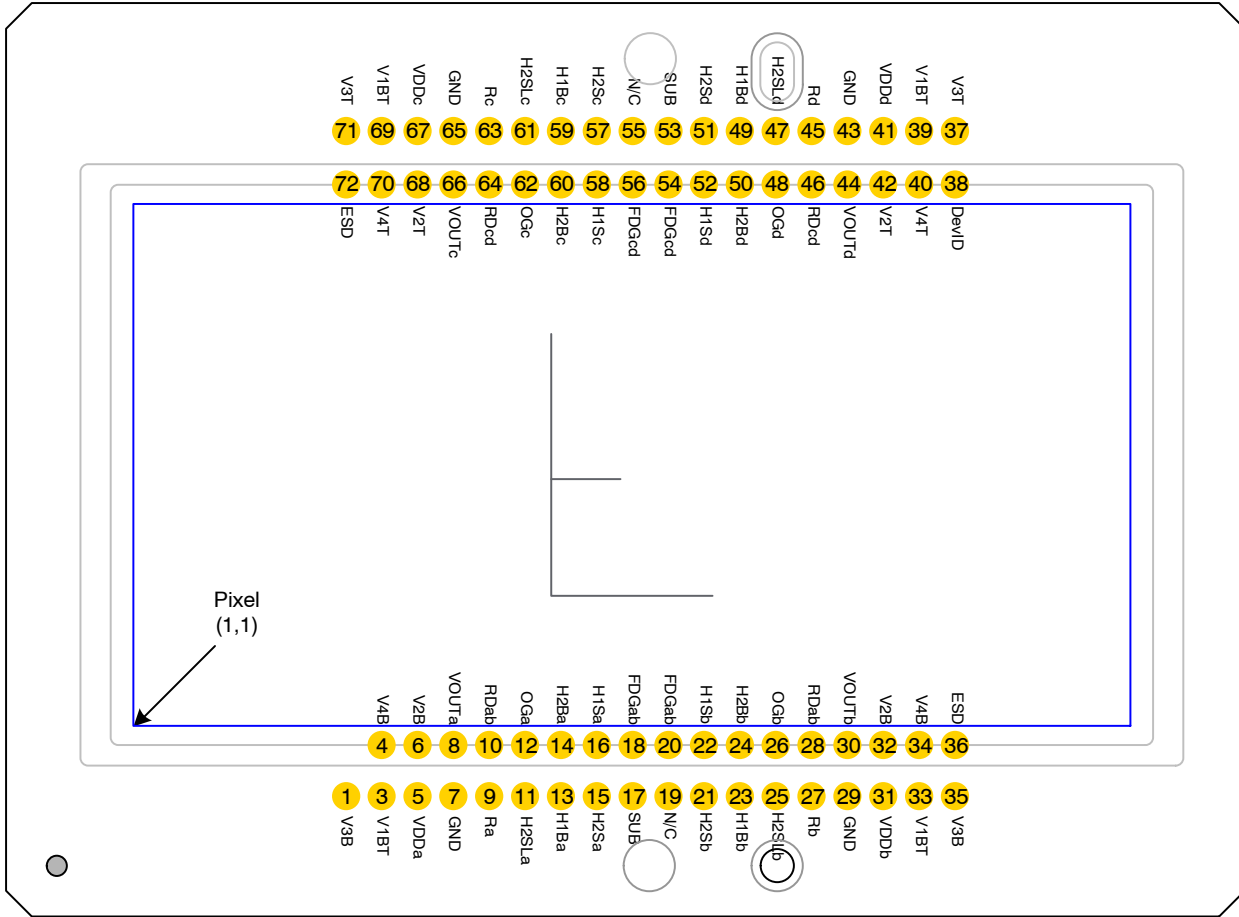 V3T V1BT VDDc GND Rc H2SLc H1Bc H2Sc N/C SUB H2Sd H1Bd H2SLd Rd GND VDDd V1BT V3T
71 69 67 65 63 61 59 57 55 53 51 49 47 45 43 41 39 37
72 70 68 66 64 62 60 58 56 54 52 50 48 46 44 42 40 38
ESD V4T V2T VOUTc RDcd OGc H2Bc H1Sc FDGcd FDGcd H1Sd H2Bd OGd RDcd VOUTd V2T V4T DevID
Pixel
(1,1)
V4B V2B VOUTa RDab OGa H2Ba H1Sa FDGab FDGab H1Sb H2Bb OGb RDab VOUTb V2B V4B ESD
4 6 8 10 12 14 16 18 20 22 24 26 28 30 32 34 36
1 3 5 7 9 11 13 15 17 19 21 23 25 27 29 31 33 35
V3B V1BT VDDa GND Ra H2SLa H1Ba H2Sa SUB N/C H2Sb H1Bb H2SLb Rb GND VDDb V1BT V3B